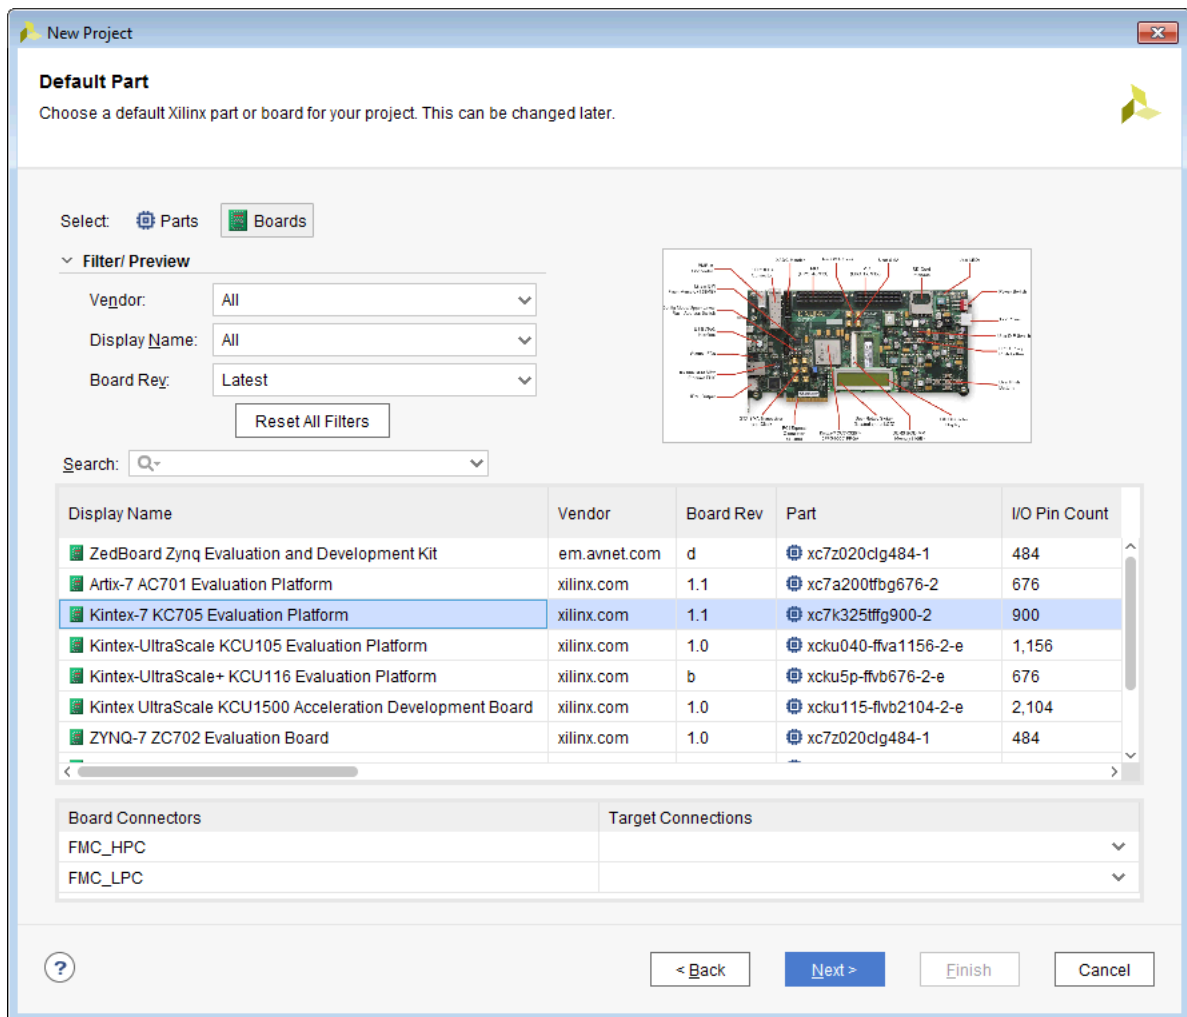 New Project
Default Part
Choose a default Xilinx part or board for your project. This can be changed later.
Select: Parts Boards
Filter/ Preview
Vendor: All
Display Name: All
Board Rev: Latest
Reset All Filters
Search:
Display Name Vendor Board Rev Part I/O Pin Count
ZedBoard Zynq Evaluation and Development Kit em.avnet.com d xc7z020clg484-1 484
Artix-7 AC701 Evaluation Platform xilinx.com 1.1 xc7a200tfbg676-2 676
Kintex-7 KC705 Evaluation Platform xilinx.com 1.1 xc7k325tffg900-2 900
Kintex-UltraScale KCU105 Evaluation Platform xilinx.com 1.0 xcku040-ffva1156-2-e 1,156
Kintex-UltraScale+ KCU116 Evaluation Platform xilinx.com b xcku5p-ffvb676-2-e 676
Kintex UltraScale KCU1500 Acceleration Development Board xilinx.com 1.0 xcku115-flvb2104-2-e 2,104
ZYNQ-7 ZC702 Evaluation Board xilinx.com 1.0 xc7z020clg484-1 484
Board Connectors Target Connections
FMC_HPC
FMC_LPC
? < Back Next > Finish Cancel